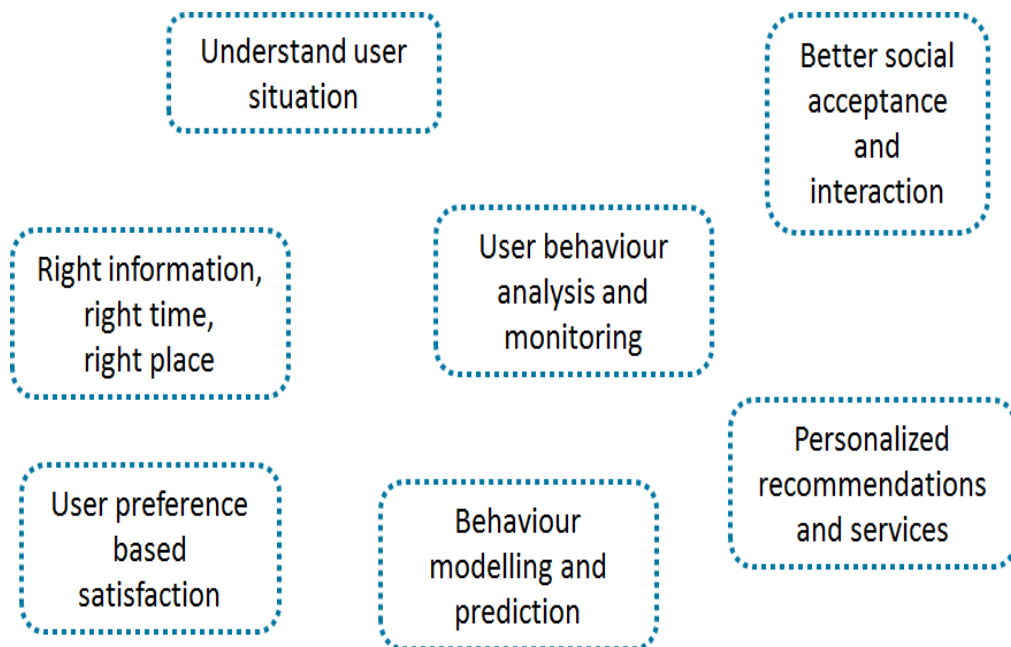 Understand user
situation
Better social
acceptance
and
interaction
Right information,
right time,
right place
User behaviour
analysis and
monitoring
Personalized
recommendations
and services
User preference
based
satisfaction
Behaviour
modelling and
prediction